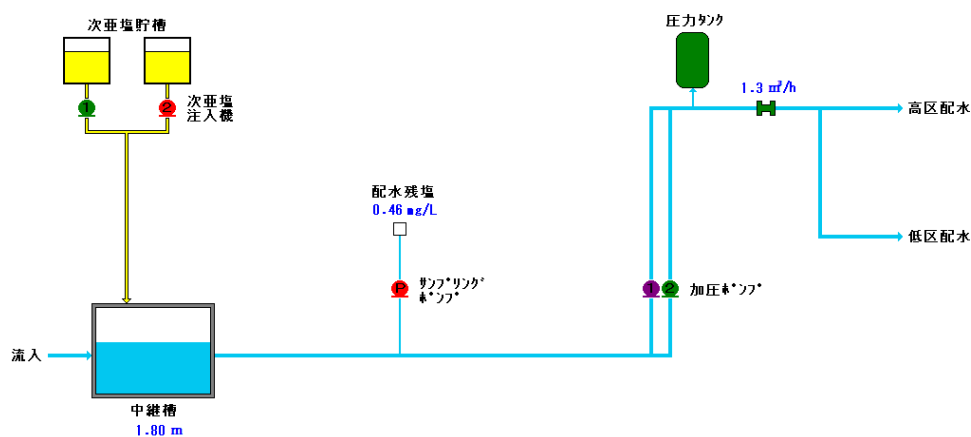 次亜塩貯槽
1
2
次亜塩
注入機
圧力ﾀﾝｸ
1.3 ㎥/h
高区配水
低区配水
配水残塩
0.46 mg/L
P
ｻﾝﾌﾟﾘﾝｸﾞ
ﾎﾟﾝﾌﾟ
1
2
加圧ﾎﾟﾝﾌﾟ
流入
中継槽
1.80 m